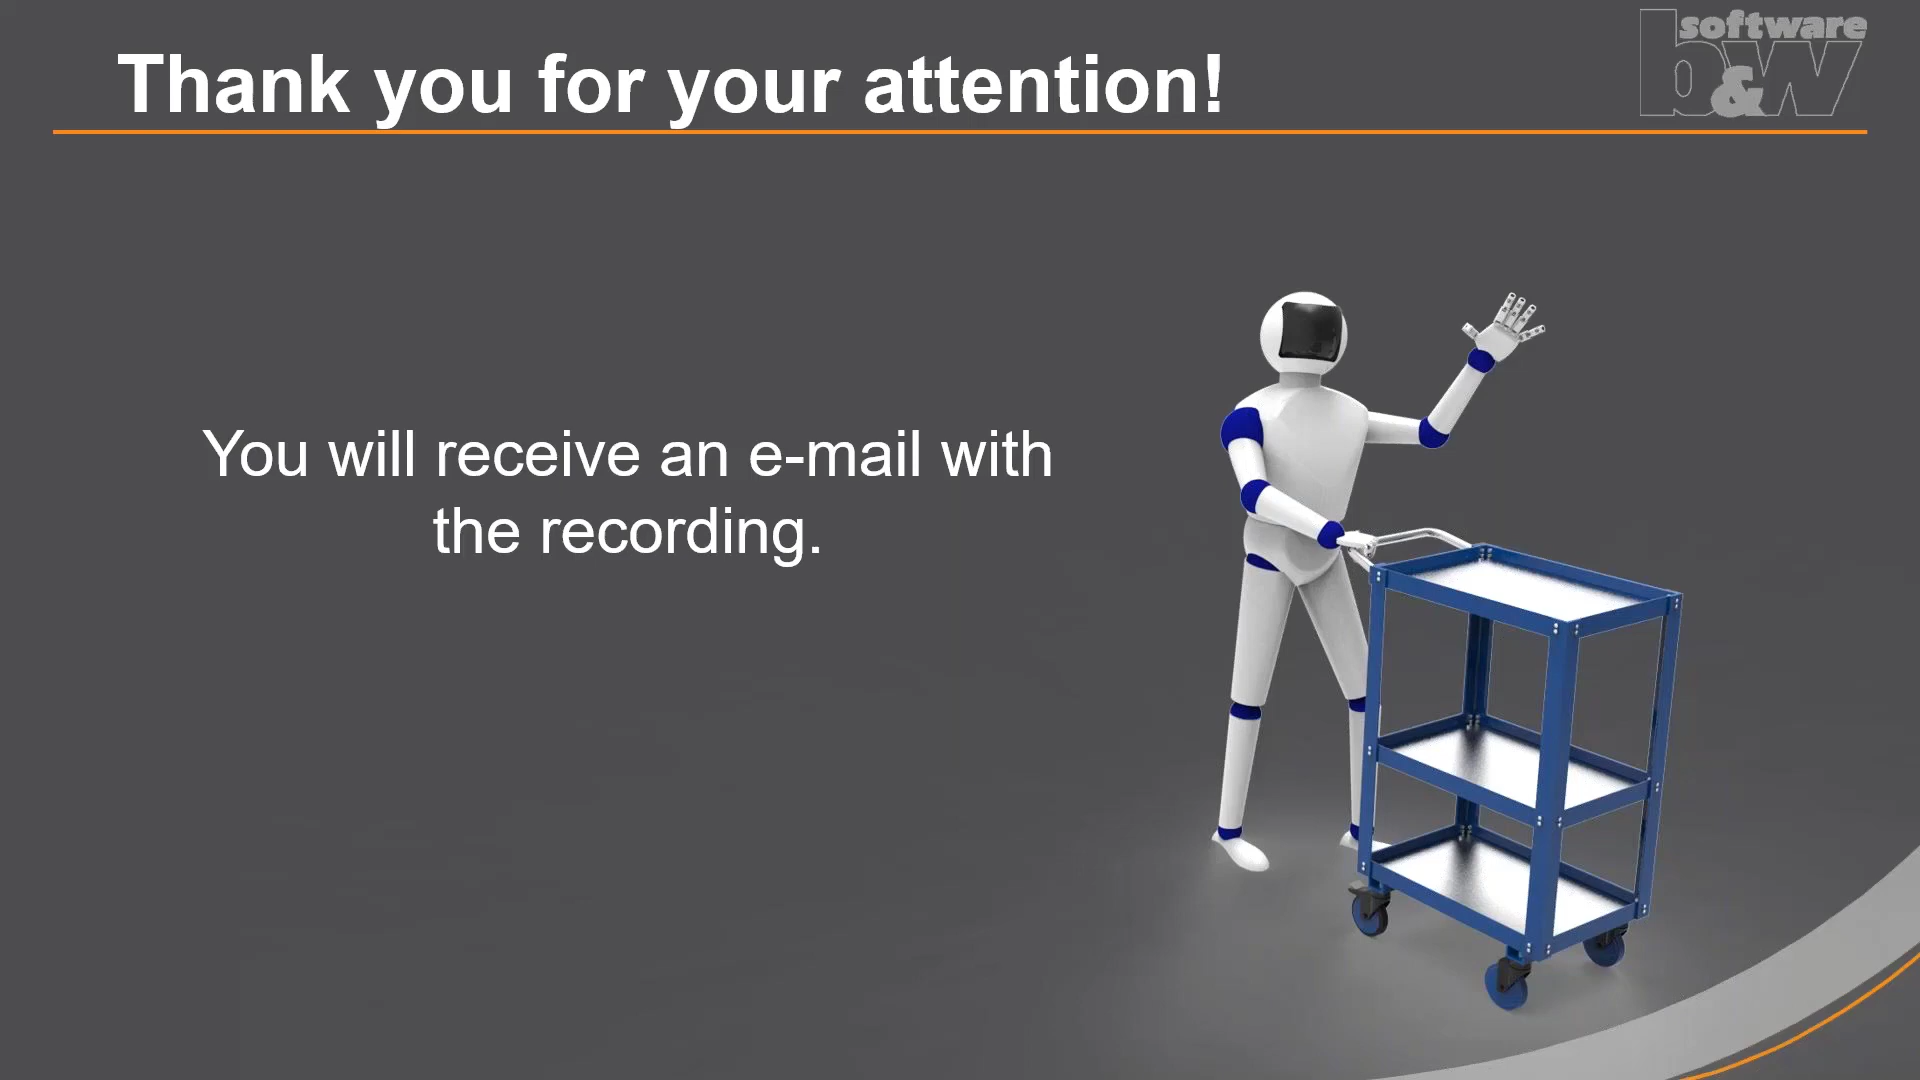 Thank you for your attention!
software
b&w
You will receive an e-mail with
the recording.